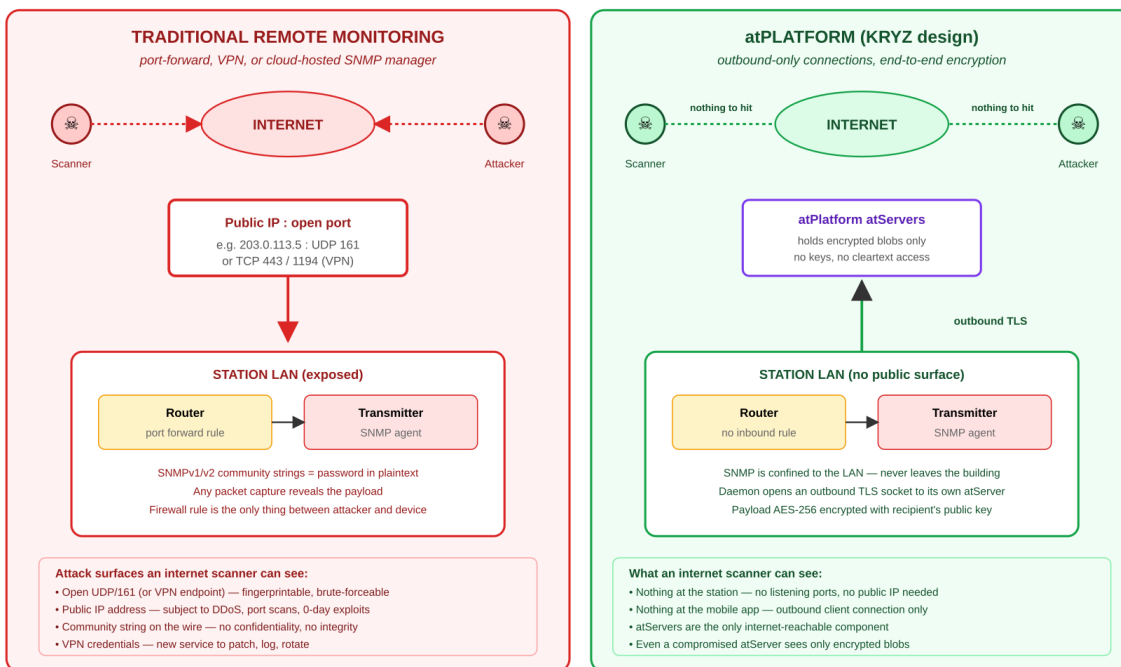 TRADITIONAL REMOTE MONITORING
port-forward, VPN, or cloud-hosted SNMP manager
INTERNET
Scanner
Attacker
Public IP : open port
e.g. 203.0.113.5 : UDP 161
or TCP 443 / 1194 (VPN)
STATION LAN (exposed)
Router
port forward rule
Transmitter
SNMP agent
SNMPv1/v2 community strings = password in plaintext
Any packet capture reveals the payload
Firewall rule is the only thing between attacker and device
Attack surfaces an internet scanner can see:
• Open UDP/161 (or VPN endpoint) — fingerprintable, brute-forceable
• Public IP address — subject to DDoS, port scans, 0-day exploits
• Community string on the wire — no confidentiality, no integrity
• VPN credentials — new service to patch, log, rotate
atPLATFORM (KRYZ design)
outbound-only connections, end-to-end encryption
nothing to hit
INTERNET
nothing to hit
Scanner
Attacker
atPlatform atServers
holds encrypted blobs only
no keys, no cleartext access
outbound TLS
STATION LAN (no public surface)
Router
no inbound rule
Transmitter
SNMP agent
SNMP is confined to the LAN — never leaves the building
Daemon opens an outbound TLS socket to its own atServer
Payload AES-256 encrypted with recipient's public key
What an internet scanner can see:
• Nothing at the station — no listening ports, no public IP needed
• Nothing at the mobile app — outbound client connection only
• atServers are the only internet-reachable component
• Even a compromised atServer sees only encrypted blobs